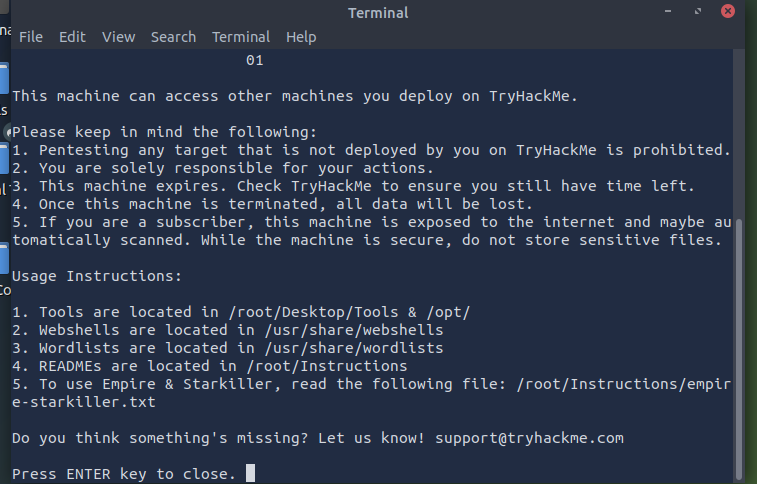 Terminal
File Edit View Search Terminal Help
01
This machine can access other machines you deploy on TryHackMe.
Please keep in mind the following:
1. Pentesting any target that is not deployed by you on TryHackMe is prohibited.
2. You are solely responsible for your actions.
3. This machine expires. Check TryHackMe to ensure you still have time left.
4. Once this machine is terminated, all data will be lost.
5. If you are a subscriber, this machine is exposed to the internet and maybe au
tomatically scanned. While the machine is secure, do not store sensitive files.
Usage Instructions:
1. Tools are located in /root/Desktop/Tools & /opt/
2. Webshells are located in /usr/share/webshells
3. Wordlists are located in /usr/share/wordlists
4. READMEs are located in /root/Instructions
5. To use Empire & Starkiller, read the following file: /root/Instructions/empir
e-starkiller.txt
Do you think something's missing? Let us know! support@tryhackme.com
Press ENTER key to close.